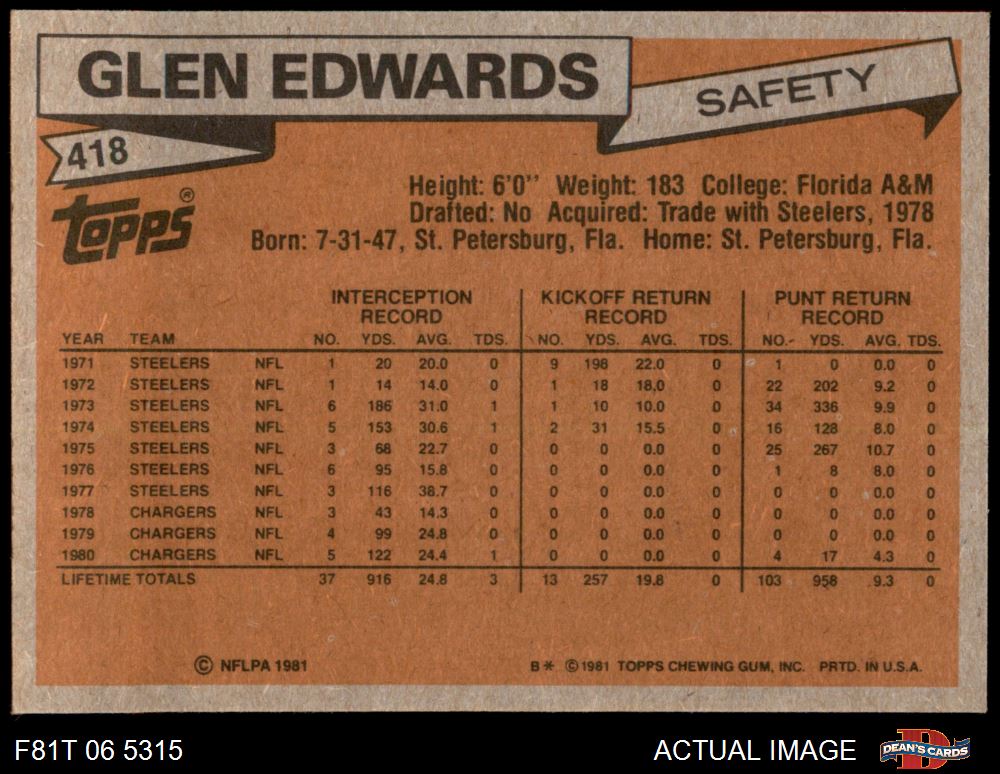 GLEN EDWARDS
SAFETY
418
TOPPS®
Height: 6'0" Weight: 183 College: Florida A&M
Drafted: No Acquired: Trade with Steelers, 1978
Born: 7-31-47, St. Petersburg, Fla. Home: St. Petersburg, Fla.
INTERCEPTION RECORD KICKOFF RETURN RECORD PUNT RETURN RECORD
YEAR TEAM NO. YDS. AVG. TDS. NO. YDS. AVG. TDS. NO. YDS. AVG. TDS.
1971 STEELERS NFL 1 20 20.0 0 9 198 22.0 0 1 0 0.0 0
1972 STEELERS NFL 1 14 14.0 0 1 18 18.0 0 22 202 9.2 0
1973 STEELERS NFL 6 186 31.0 1 1 10 10.0 0 34 336 9.9 0
1974 STEELERS NFL 5 153 30.6 1 2 31 15.5 0 16 128 8.0 0
1975 STEELERS NFL 3 68 22.7 0 0 0 0.0 0 25 267 10.7 0
1976 STEELERS NFL 6 95 15.8 0 0 0 0.0 0 1 8 8.0 0
1977 STEELERS NFL 3 116 38.7 0 0 0 0.0 0 0 0 0.0 0
1978 CHARGERS NFL 3 43 14.3 0 0 0 0.0 0 0 0 0.0 0
1979 CHARGERS NFL 4 99 24.8 0 0 0 0.0 0 0 0 0.0 0
1980 CHARGERS NFL 5 122 24.4 1 0 0 0.0 0 4 17 4.3 0
LIFETIME TOTALS 37 916 24.8 3 13 257 19.8 0 103 958 9.3 0
© NFLPA 1981 B* © 1981 TOPPS CHEWING GUM, INC. PRTD. IN U.S.A.
F81T 06 5315 ACTUAL IMAGE DEAN'S CARDS